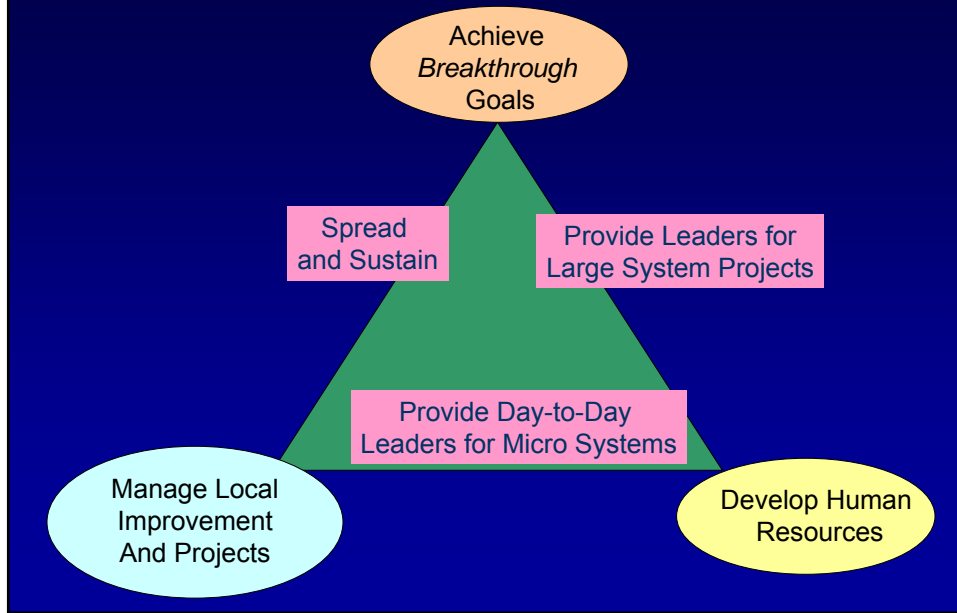 Achieve
Breakthrough
Goals
Spread
and Sustain
Provide Leaders for
Large System Projects
Provide Day-to-Day
Leaders for Micro Systems
Manage Local
Improvement
And Projects
Develop Human
Resources